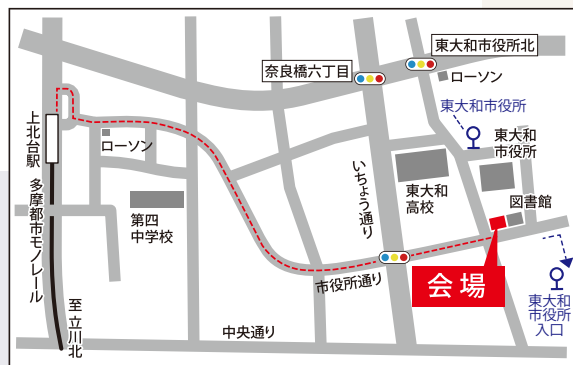 東大和市役所北
奈良橋六丁目
ローソン
東大和市役所
東大和
市役所
上北台駅
ローソン
多摩都市モノレール
第四
中学校
いちょう通り
東大和
高校
図書館
会場
市役所通り
東大和
市役所
入口
中央通り
至 立川北